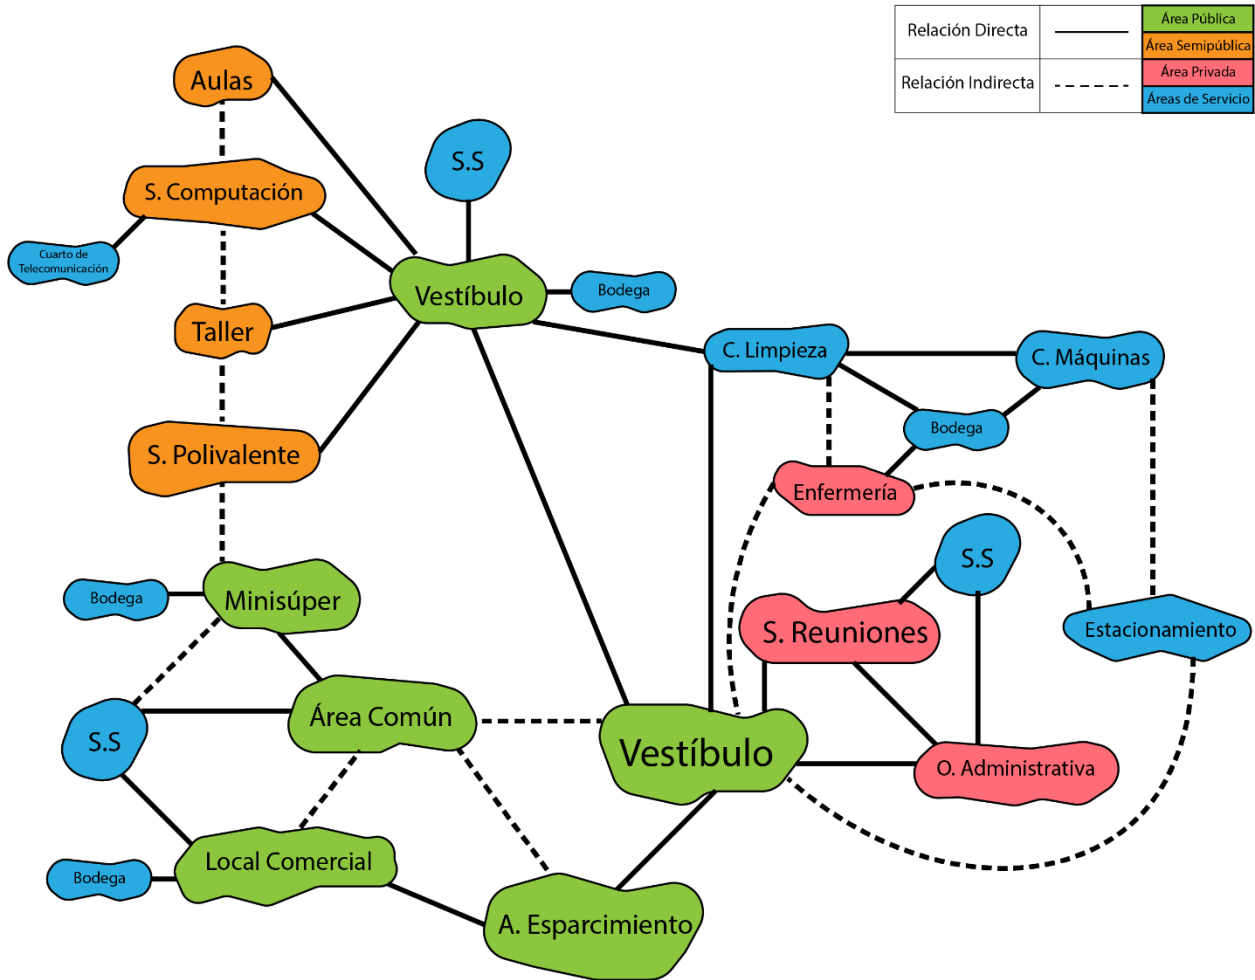 Relación Directa
Área Pública
Área Semipública
Relación Indirecta
Área Privada
Áreas de Servicio
Aulas
S.S
S. Computación
Cuarto de
Telecomunicación
Vestíbulo
Bodega
Taller
C. Limpieza
C. Máquinas
Bodega
S. Polivalente
Enfermería
S.S
Bodega
Minisúper
S. Reuniones
Estacionamiento
S.S
Área Común
Vestíbulo
O. Administrativa
Local Comercial
Bodega
A. Esparcimiento